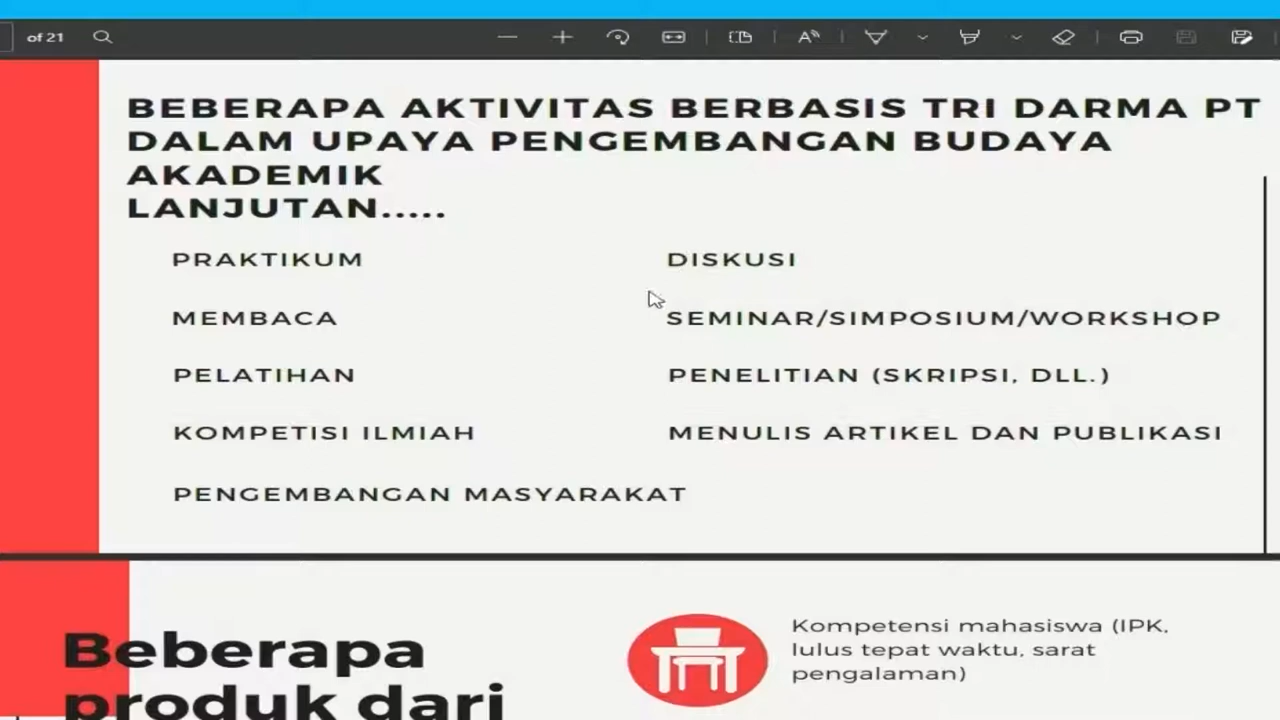 of 21
BEBERAPA AKTIVITAS BERBASIS TRI DARMA PT
DALAM UPAYA PENGEMBANGAN BUDAYA
AKADEMIK
LANJUTAN.....
PRAKTIKUM
DISKUSI
MEMBACA
SEMINAR/SIMPOSIUM/WORKSHOP
PELATIHAN
PENELITIAN (SKRIPSI, DLL.)
KOMPETISI ILMIAH
MENULIS ARTIKEL DAN PUBLIKASI
PENGEMBANGAN MASYARAKAT
Beberapa
produk dari
Kompetensi mahasiswa (IPK,
lulus tepat waktu, sarat
pengalaman)